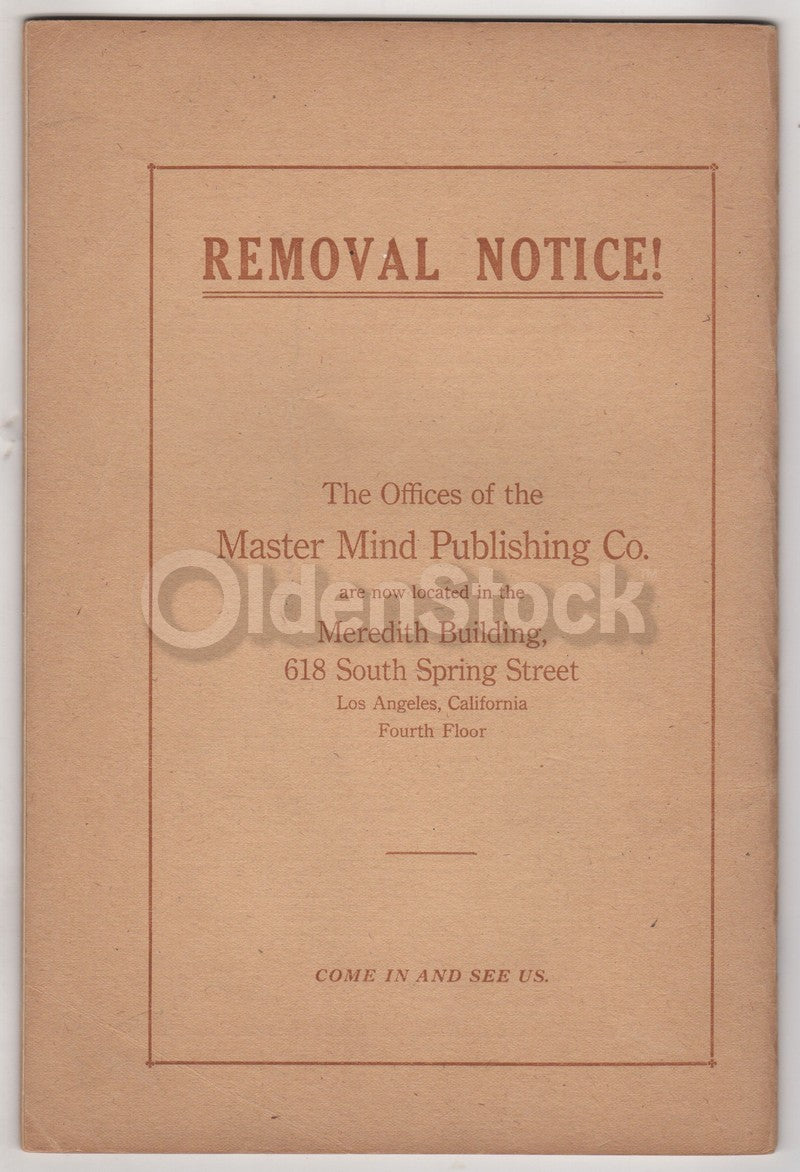 REMOVAL NOTICE!
The Offices of the
Master Mind Publishing Co.
are now located in the
OldenStock
Meredith Building,
618 South Spring Street
Los Angeles, California
Fourth Floor
COME IN AND SEE US.